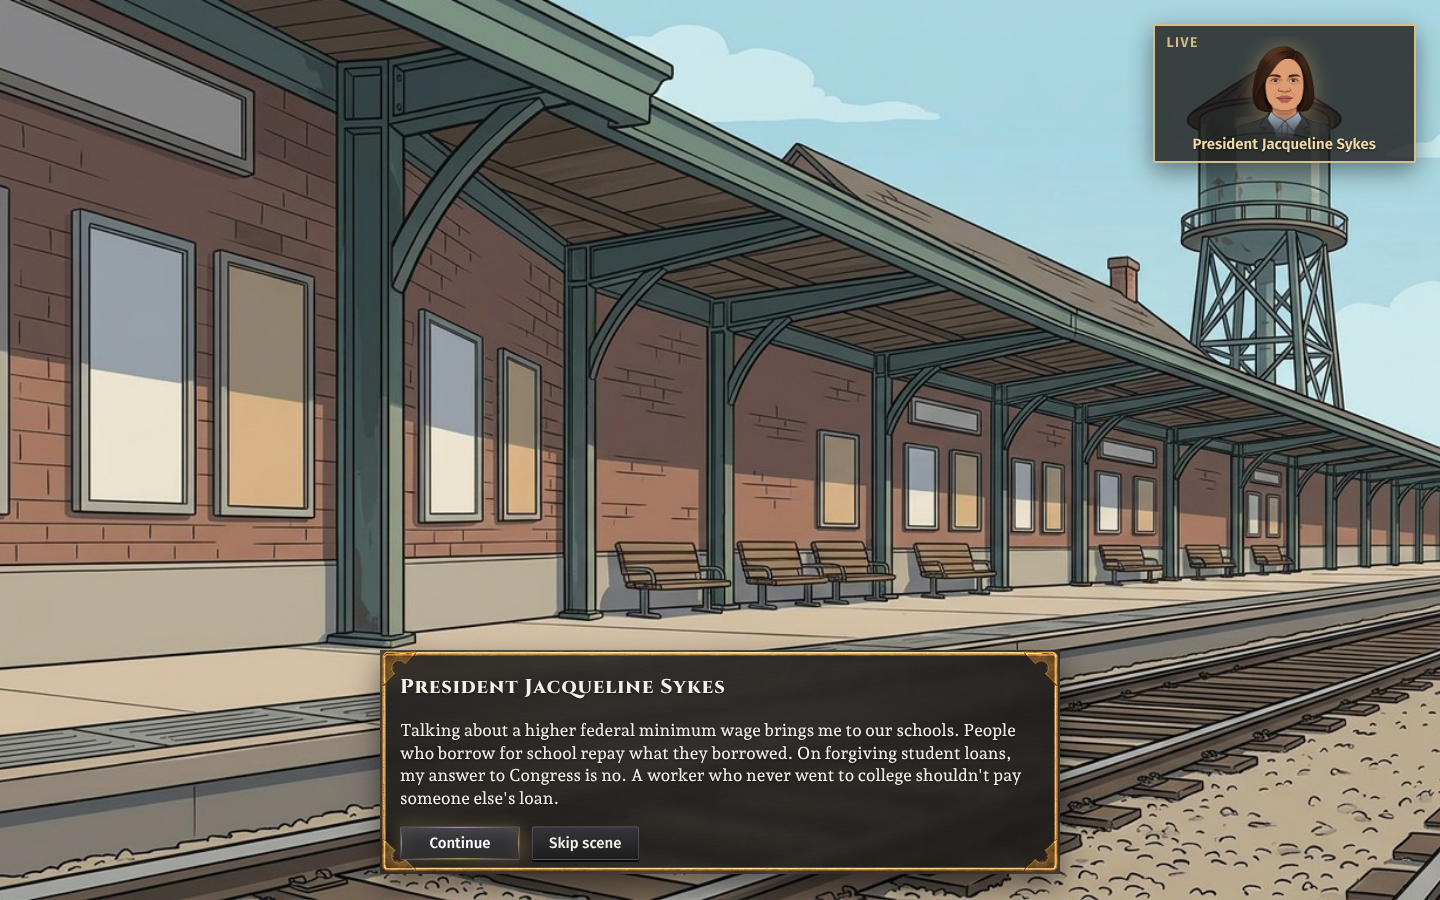 LIVE
President Jacqueline Sykes
President Jacqueline Sykes
Talking about a higher federal minimum wage brings me to our schools. People
who borrow for school repay what they borrowed. On forgiving student loans,
my answer to Congress is no. A worker who never went to college shouldn't pay
someone else's loan.
Continue
Skip scene